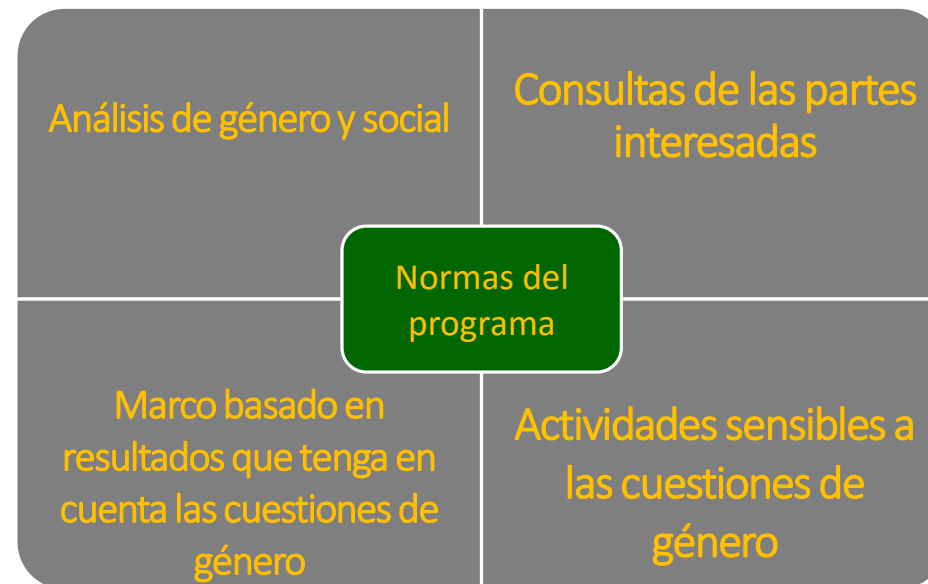 Análisis de género y social
Consultas de las partes
interesadas
Normas del
programa
Marco basado en
resultados que tenga en
cuenta las cuestiones de
género
Actividades sensibles a
las cuestiones de
género